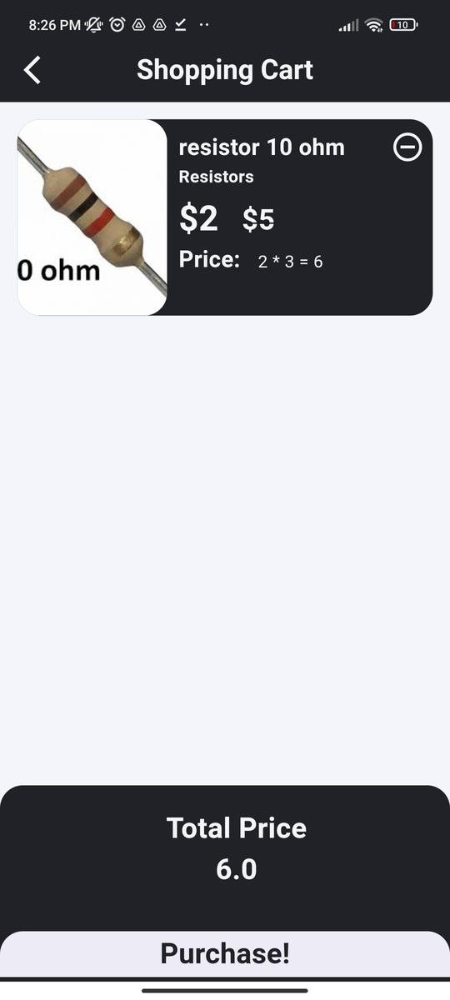 8:26 PM
10
Shopping Cart
resistor 10 ohm
Resistors
$2 $5
Price: 2 * 3 = 6
0 ohm
Total Price
6.0
Purchase!